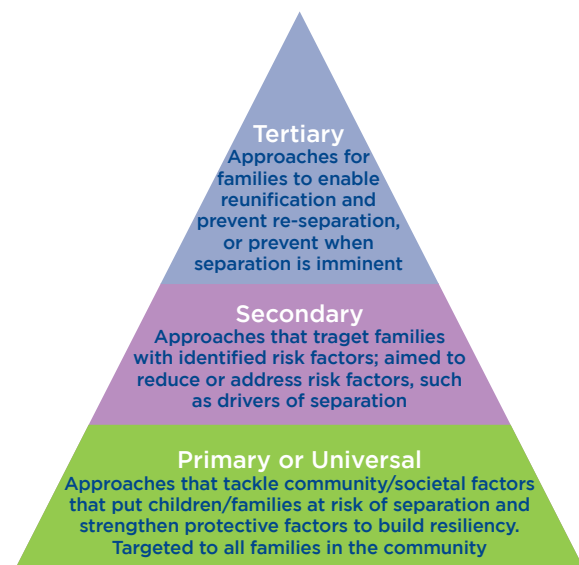 Tertiary
Approaches for
families to enable
reunification and
prevent re-separation,
or prevent when
separation is imminent
Secondary
Approaches that traget families
with identified risk factors; aimed to
reduce or address risk factors, such
as drivers of separation
Primary or Universal
Approaches that tackle community/societal factors
that put children/families at risk of separation and
strengthen protective factors to build resiliency.
Targeted to all families in the community